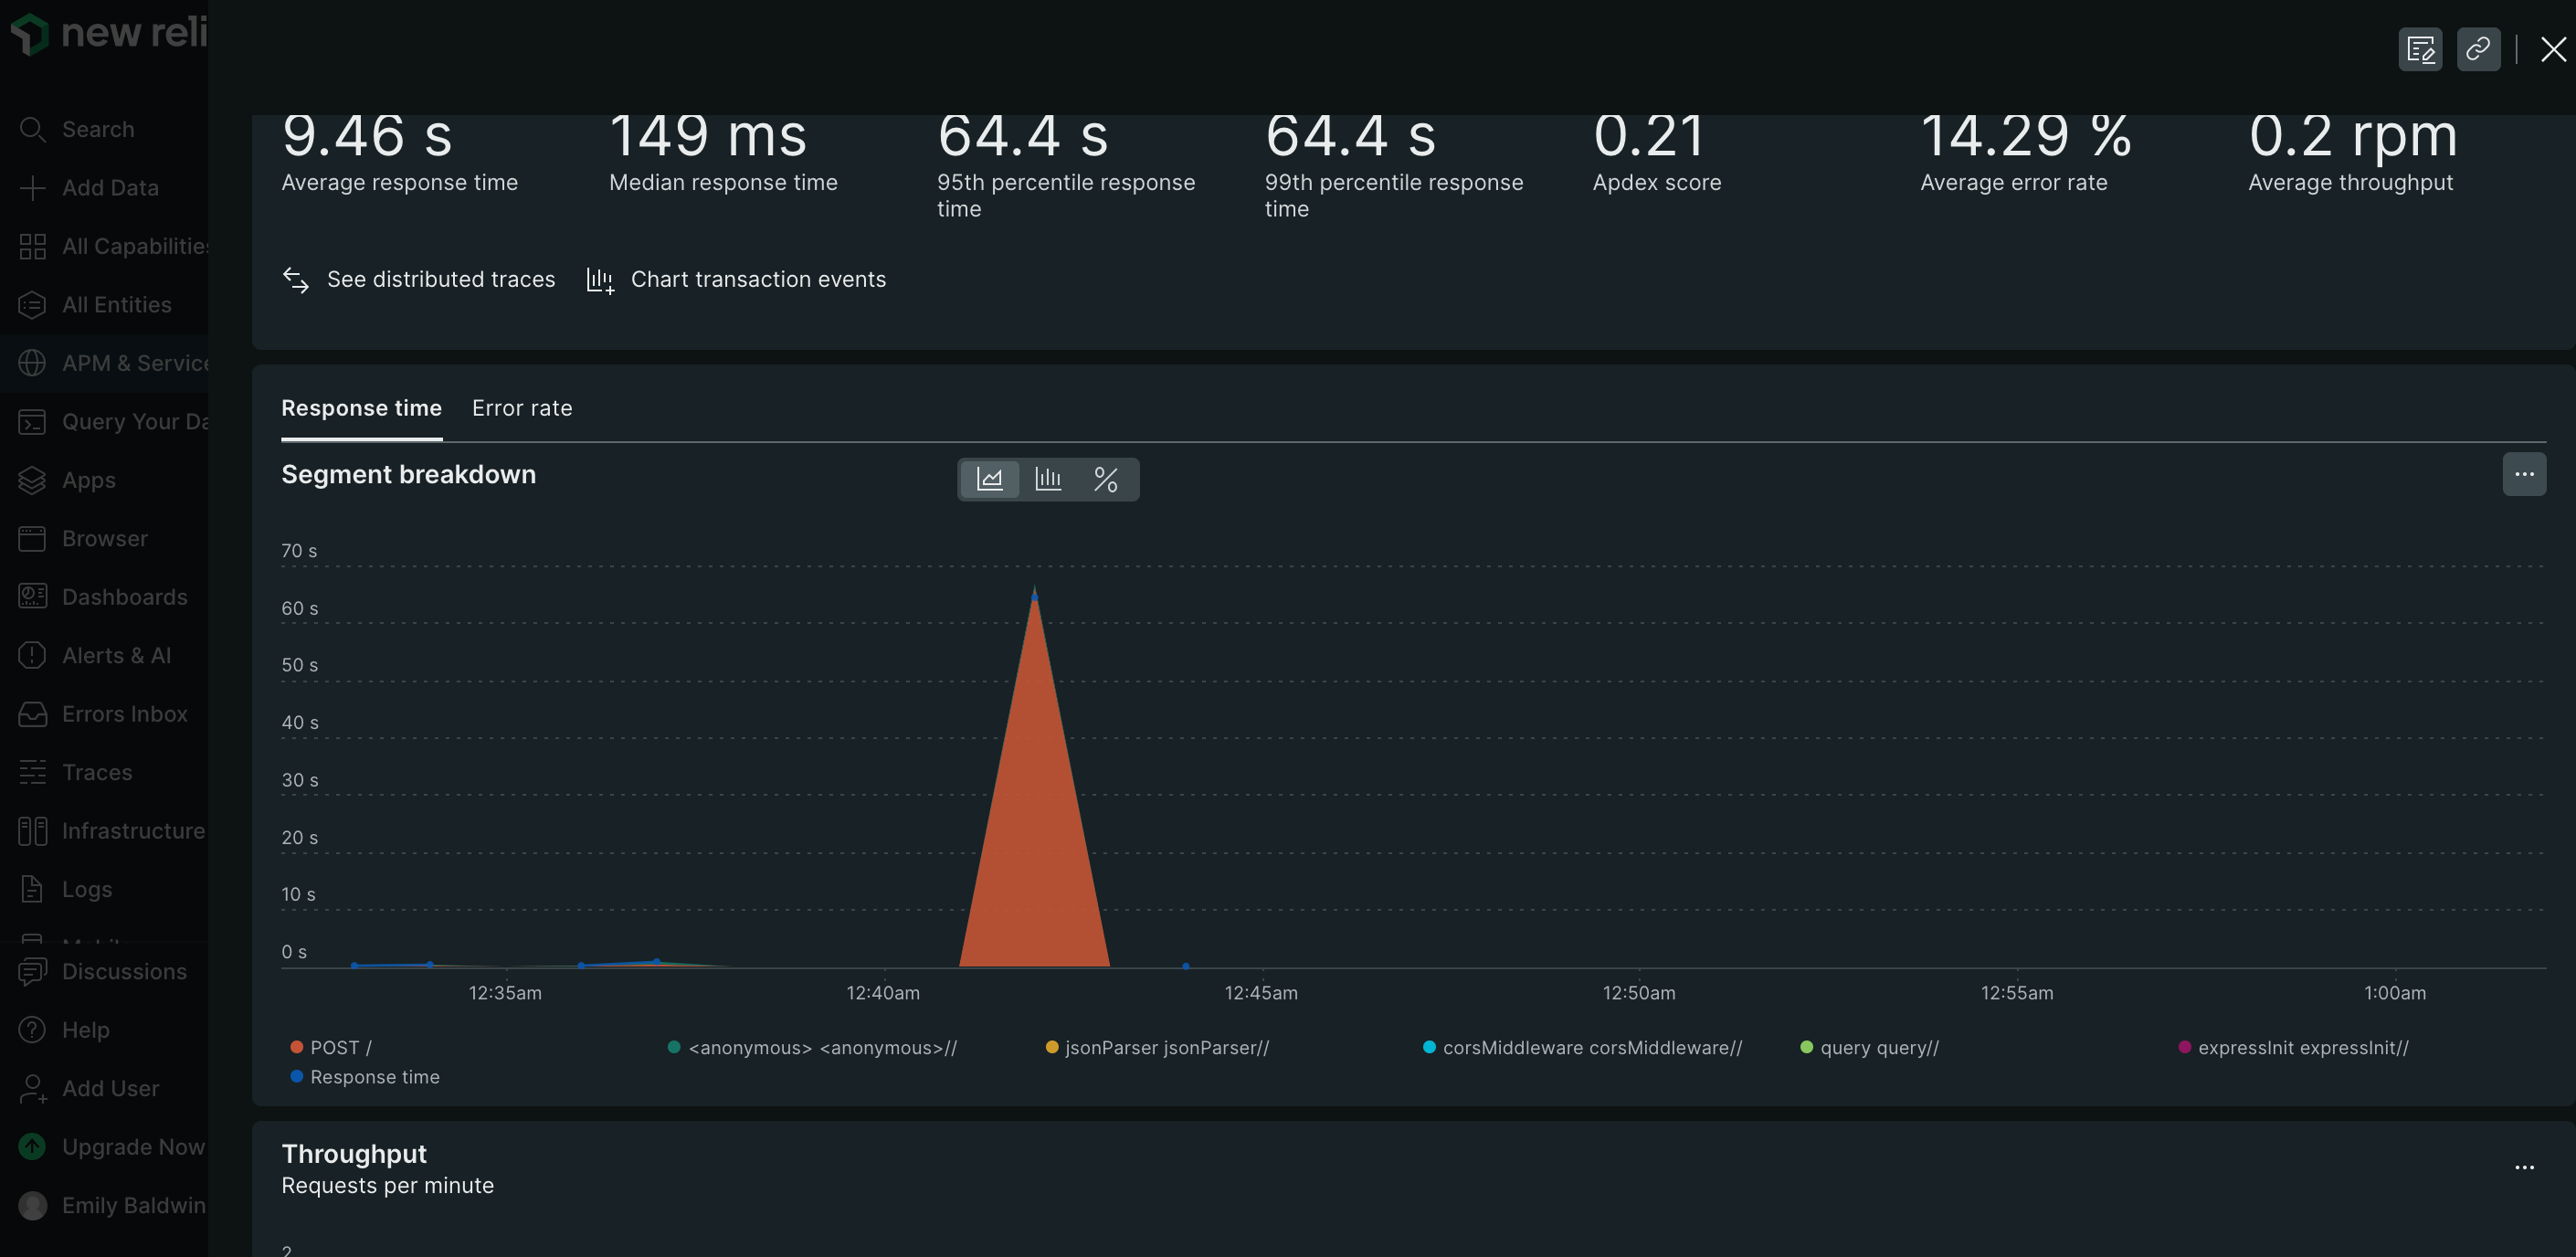 new reli
Search
Add Data
All Capabilities
All Entities
APM & Service
Query Your Da
Apps
Browser
Dashboards
Alerts & AI
Errors Inbox
Traces
Infrastructure
Logs
Discussions
Help
Add User
Upgrade Now
Emily Baldwin
9.46 s
Average response time
149 ms
Median response time
64.4 s
95th percentile response
time
64.4 s
99th percentile response
time
0.21
Apdex score
14.29 %
Average error rate
0.2 rpm
Average throughput
See distributed traces
Chart transaction events
Response time
Error rate
Segment breakdown
70 s
60 s
50 s
40 s
30 s
20 s
10 s
0 s
12:35am
12:40am
12:45am
12:50am
12:55am
1:00am
POST /
<anonymous> <anonymous>//
jsonParser jsonParser//
corsMiddleware corsMiddleware//
query query//
expressInit expressInit//
Response time
Throughput
Requests per minute
2